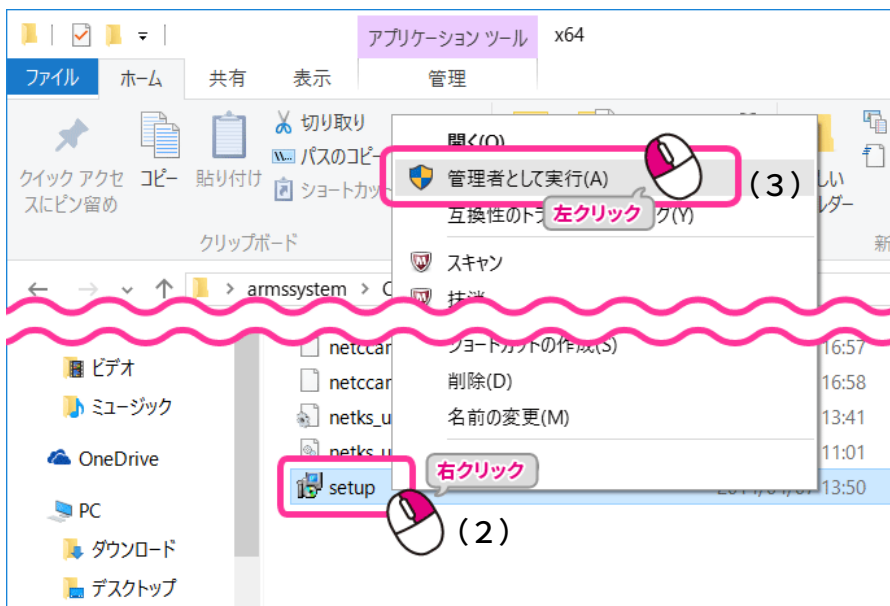 アプリケーション ツール
x64
ファイル
ホーム
共有
表示
管理
クイック アクセスにピン留め
コピー
貼り付け
切り取り
パスのコピー
ショートカット
クリップボード
開く(O)
管理者として実行(A)
(3)
左クリック
互換性のト
ク(Y)
スキャン
抹消
しい
ルダー
新
armssystem
ビデオ
ミュージック
OneDrive
PC
ダウンロード
デスクトップ
netccar
16:57
netccar
16:58
netks_u
13:41
netks_u
11:01
setup
13:50
ショートカットの作成(S)
削除(D)
名前の変更(M)
右クリック
(2)